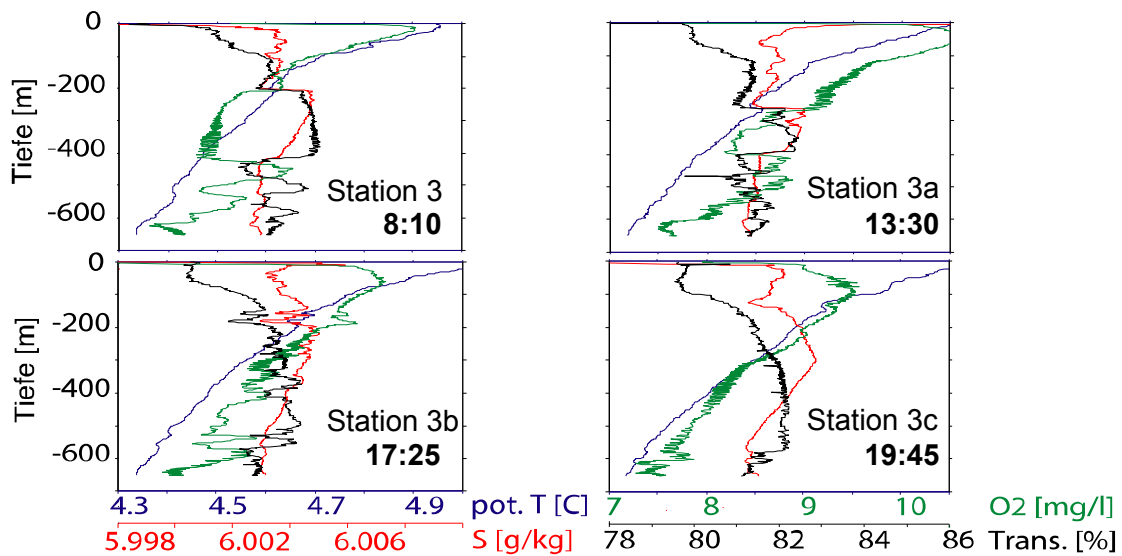 0
-200
-400
-600
Tiefe [m]
Station 3
8:10
Station 3a
13:30
0
-200
-400
-600
Tiefe [m]
Station 3b
17:25
Station 3c
19:45
4.3 4.5 4.7 4.9 pot. T [C]
7 8 9 10 O2 [mg/l]
5.998 6.002 6.006 S [g/kg]
78 80 82 84 86 Trans. [%]